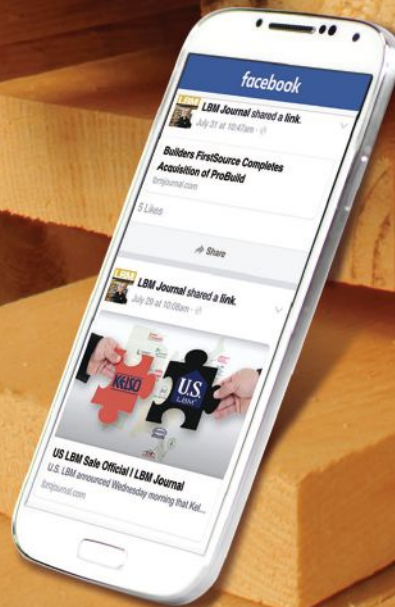 facebook
LBM
LBM Journal shared a link.
July 31 at 10:47am
Builders FirstSource Completes
Acquisition of ProBuild
lbmjournal.com
5 Likes
Share
LBM
LBM Journal shared a link.
July 29 at 10:08am
KELSO
U.S.
LBM
US LBM Sale Official | LBM Journal
U.S. LBM announced Wednesday morning that Kel...
lbmjournal.com